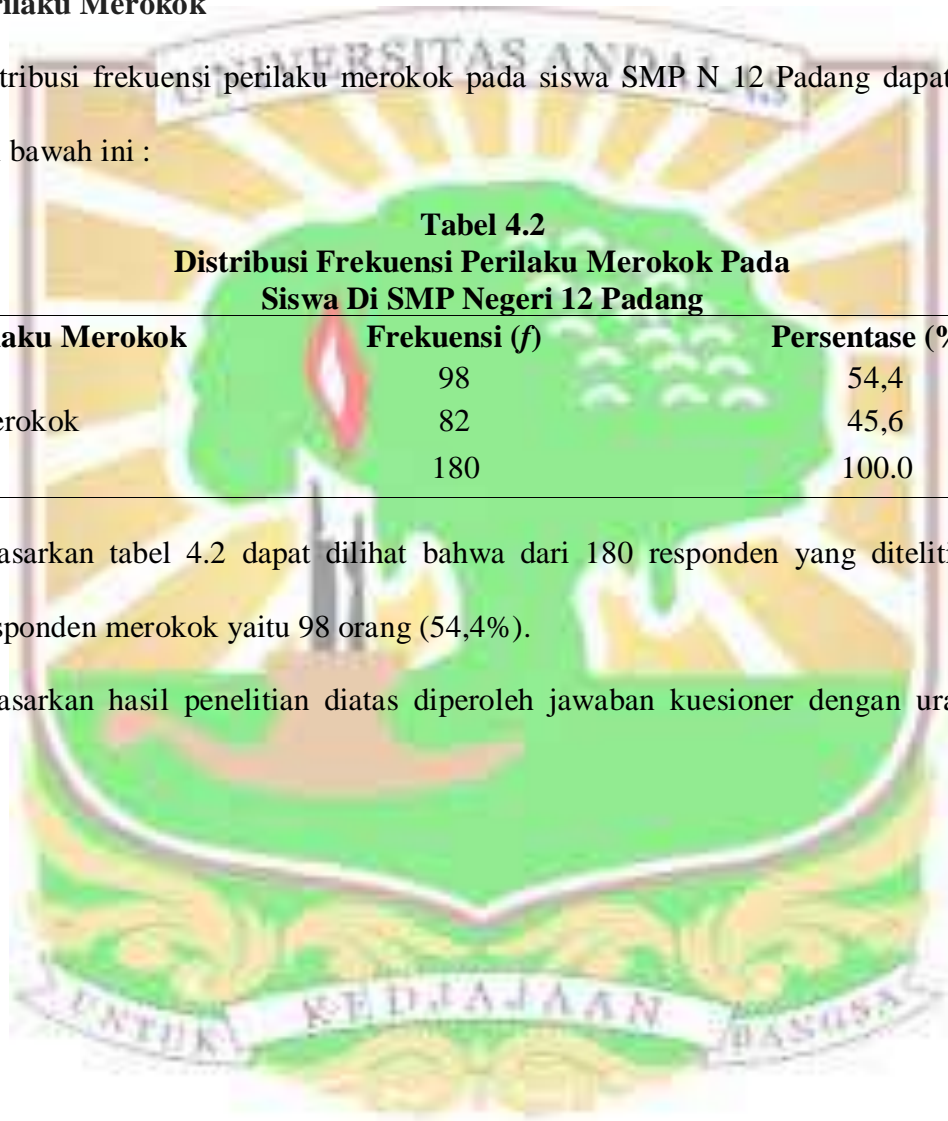 rilaku Merokok
UNIVERSITAS ANDALAS
tribusi frekuensi perilaku merokok pada siswa SMP N 12 Padang dapat
bawah ini :
Tabel 4.2
Distribusi Frekuensi Perilaku Merokok Pada
Siswa Di SMP Negeri 12 Padang
laku Merokok Frekuensi (f) Persentase (%
98 54,4
erokok 82 45,6
180 100.0
asarkan tabel 4.2 dapat dilihat bahwa dari 180 responden yang diteliti
sponden merokok yaitu 98 orang (54,4%).
asarkan hasil penelitian diatas diperoleh jawaban kuesioner dengan ura
UNTUK KEDJAJAAN BANGSA